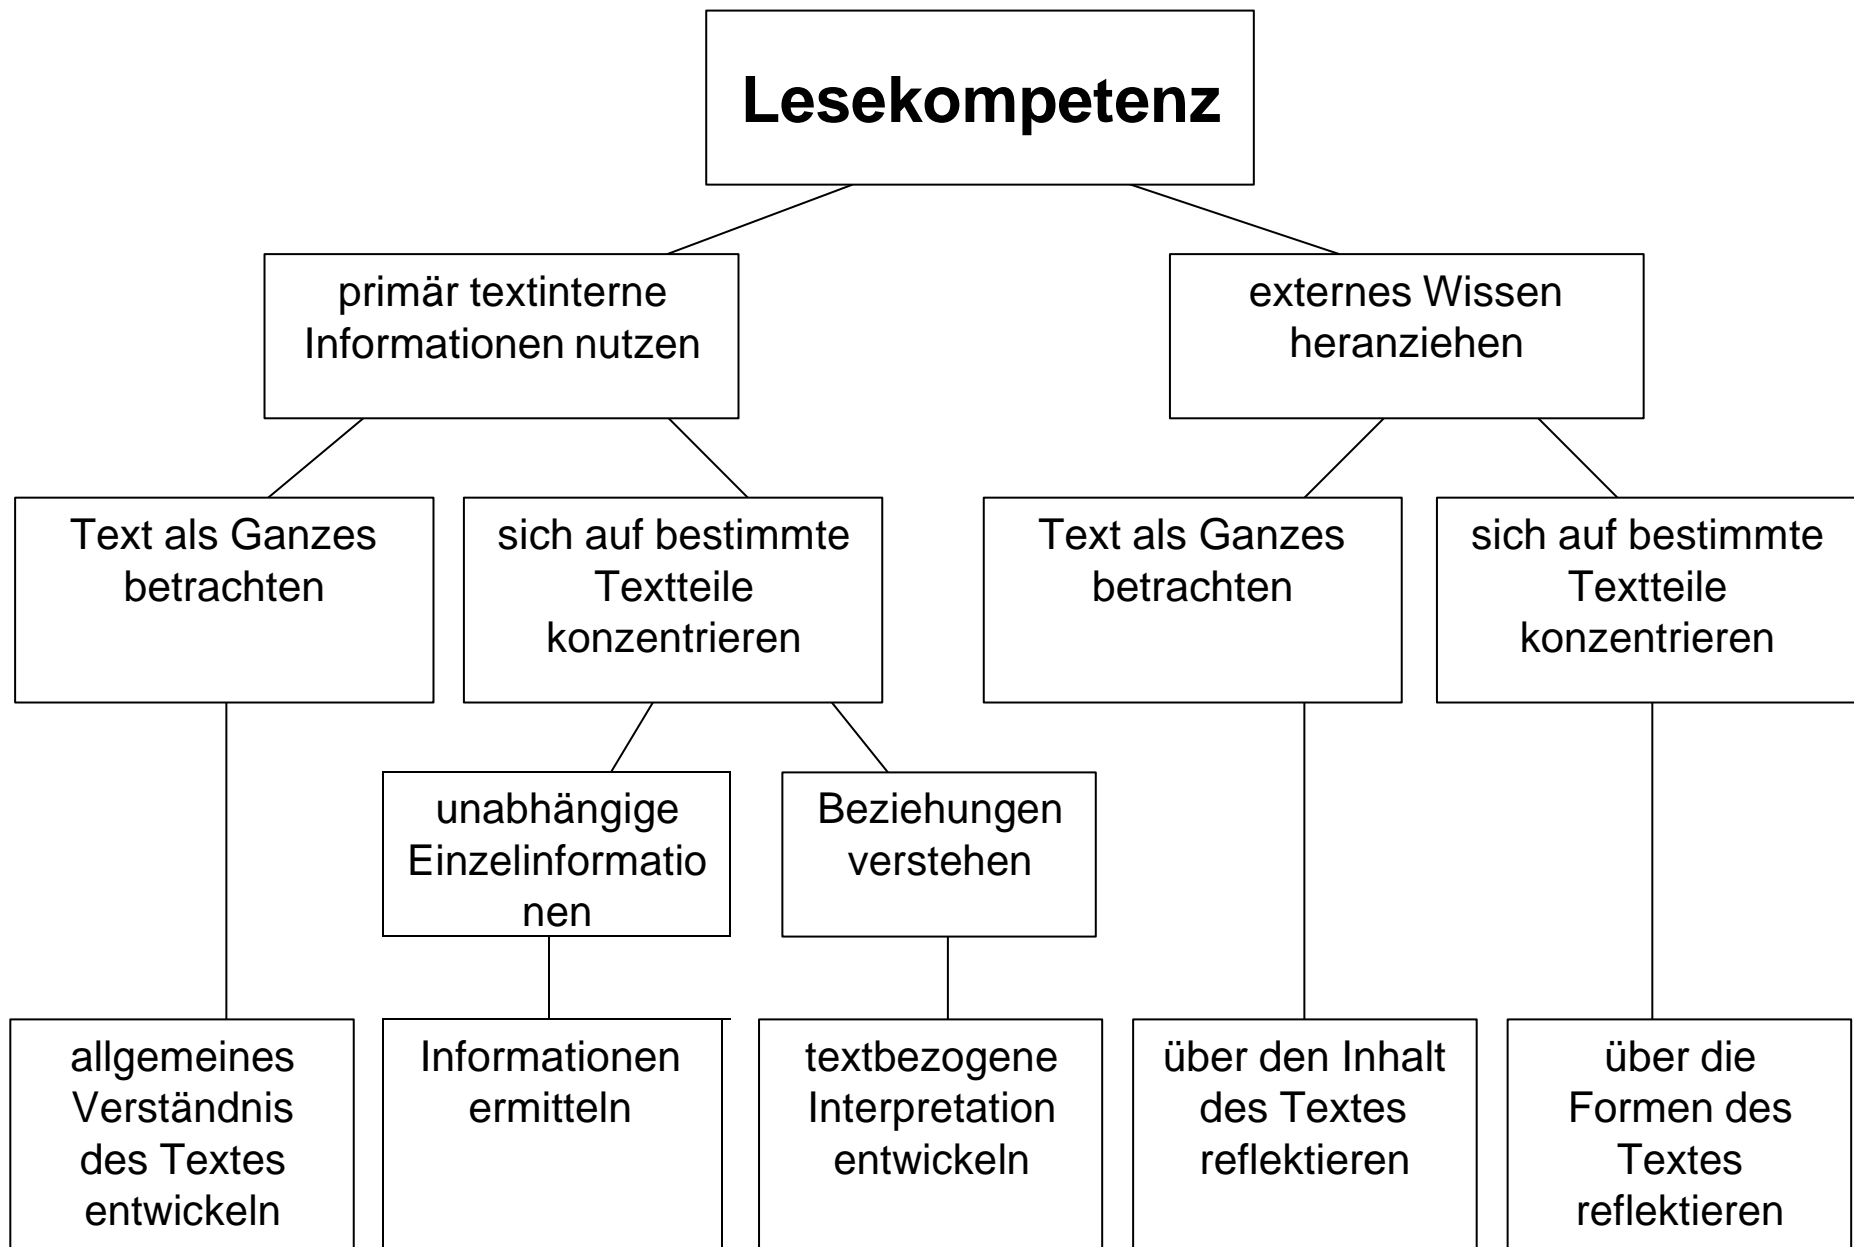 Lesekompetenz
primär textinterne
Informationen nutzen
externes Wissen
heranziehen
Text als Ganzes
betrachten
sich auf bestimmte
Textteile
konzentrieren
Text als Ganzes
betrachten
sich auf bestimmte
Textteile
konzentrieren
unabhängige
Einzelinformatio
nen
Beziehungen
verstehen
allgemeines
Verständnis
des Textes
entwickeln
Informationen
ermitteln
textbezogene
Interpretation
entwickeln
über den Inhalt
des Textes
reflektieren
über die
Formen des
Textes
reflektieren